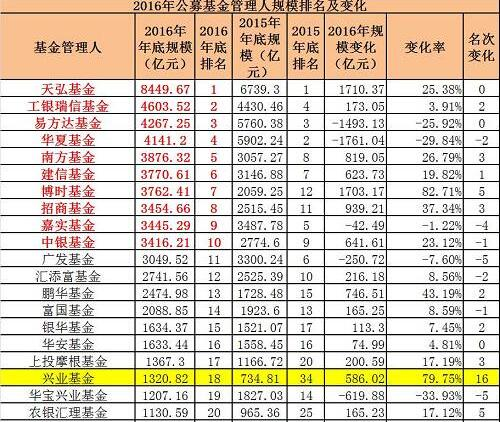 2016年公募基金管理人规模排名及变化
基金管理人 2016年年底规模（亿元） 2016年底排名 2015年年底规模（亿元） 2015年底排名 2016年规模变化（亿元） 变化率 名次变化
天弘基金 8449.67 1 6739.3 1 1710.37 25.38% 0
工银瑞信基金 4603.52 2 4430.46 4 173.05 3.91% 2
易方达基金 4267.25 3 5760.38 3 -1493.13 -25.92% 0
华夏基金 4141.2 4 5902.24 2 -1761.04 -29.84% -2
南方基金 3876.32 5 3057.27 8 819.05 26.79% 3
建信基金 3770.61 6 3146.88 7 623.73 19.82% 1
博时基金 3762.41 7 2059.25 12 1703.17 82.71% 5
招商基金 3454.66 8 2515.45 11 939.21 37.34% 3
嘉实基金 3445.29 9 3487.78 5 -42.49 -1.22% -4
中银基金 3416.21 10 2774.6 9 641.61 23.12% -1
广发基金 3049.52 11 3300.24 6 -250.72 -7.60% -5
汇添富基金 2741.56 12 2525.39 10 216.18 8.56% -2
鹏华基金 2474.98 13 1728.48 15 746.51 43.19% 2
富国基金 2088.85 14 1923.6 13 165.25 8.59% -1
银华基金 1634.37 15 1521.07 17 113.3 7.45% 2
华安基金 1633.44 16 1558.45 16 74.99 4.81% 0
上投摩根基金 1367.3 17 1166.72 20 200.59 17.19% 3
兴业基金 1320.82 18 734.81 34 586.02 79.75% 16
华宝兴业基金 1207.16 19 1827.03 14 -619.88 -33.93% -5
农银汇理基金 1130.59 20 965.36 25 165.23 17.12% 5